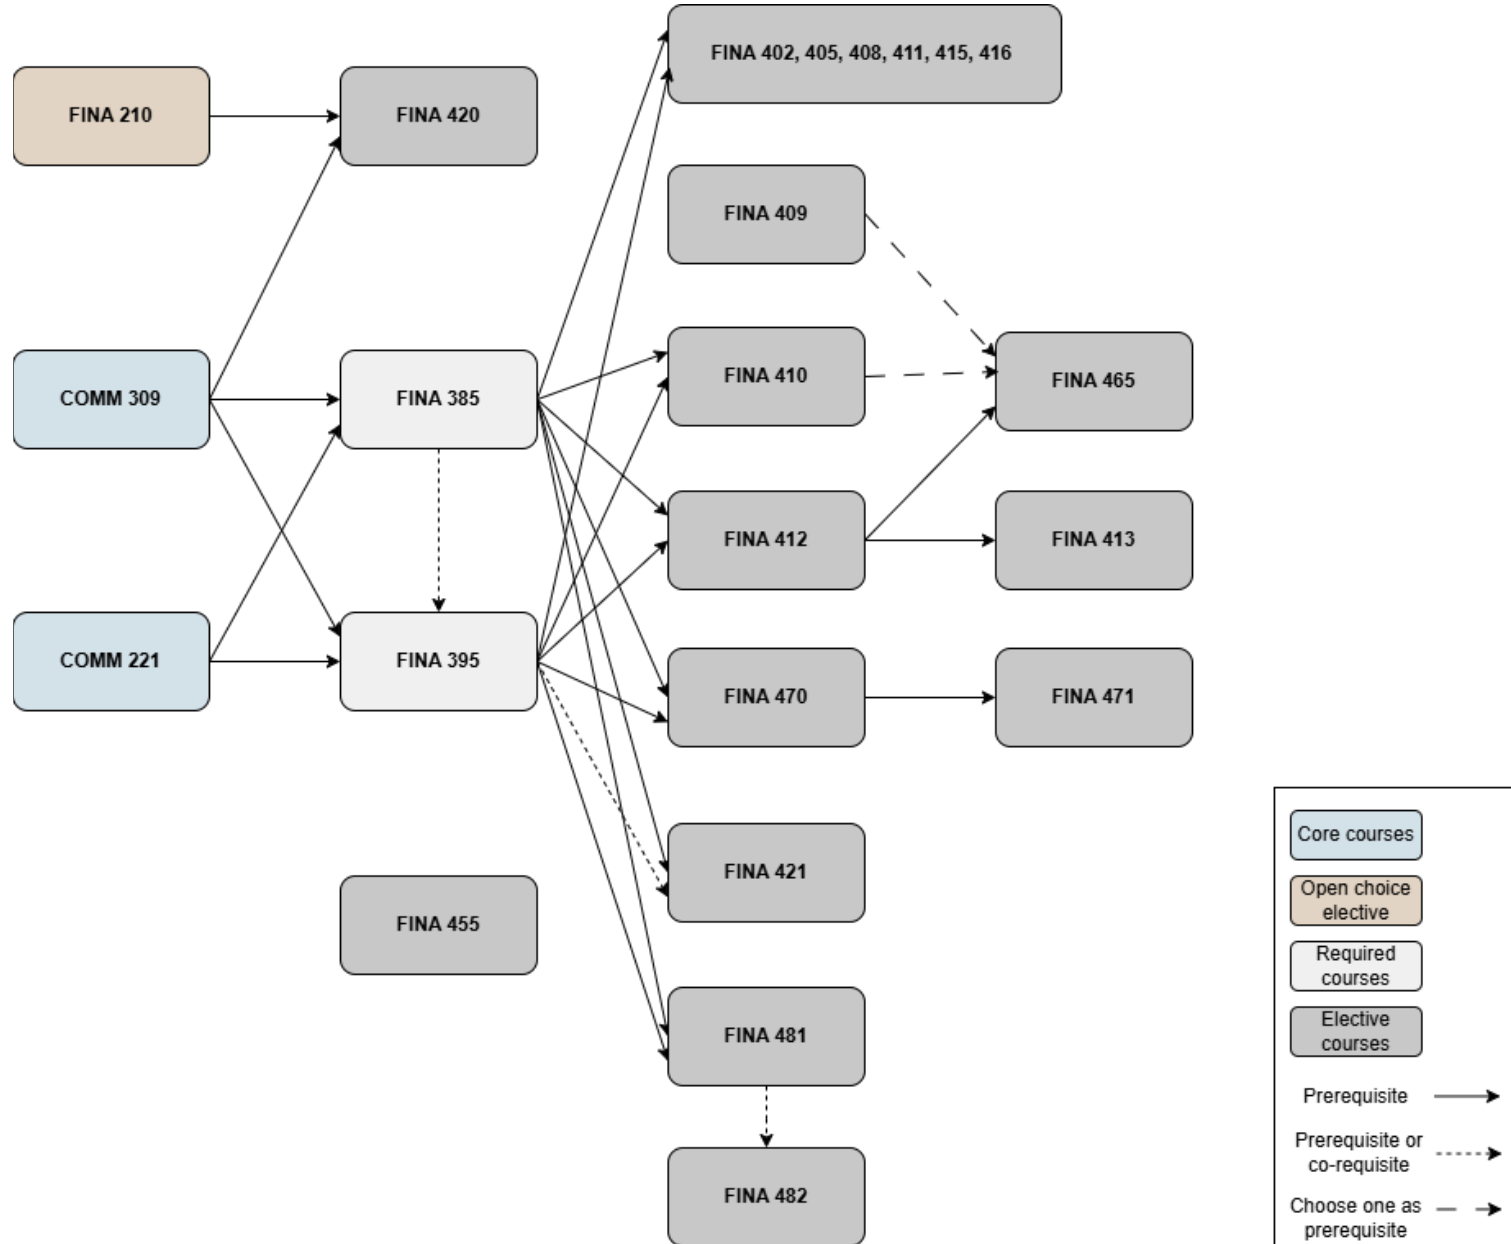 FINA 402, 405, 408, 411, 415, 416
FINA 210
FINA 420
FINA 409
FINA 410
FINA 465
COMM 309
FINA 385
FINA 412
FINA 413
COMM 221
FINA 395
FINA 470
FINA 471
FINA 421
FINA 455
FINA 481
FINA 482
Core courses
Open choice
elective
Required
courses
Elective
courses
Prerequisite
Prerequisite or
co-requisite
Choose one as
prerequisite